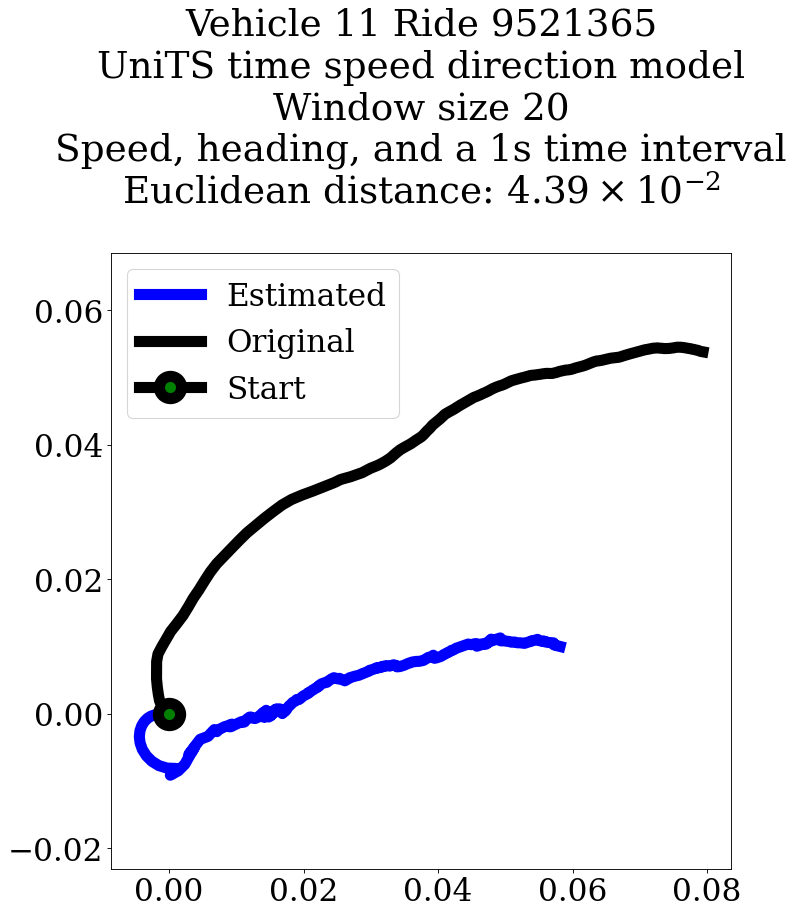 Vehicle 11 Ride 9521365
UniTS time speed direction model
Window size 20
Speed, heading, and a 1s time interval
Euclidean distance: 4.39 × 10⁻²
Estimated
Original
Start
0.06
0.04
0.02
0.00
−0.02
0.00 0.02 0.04 0.06 0.08